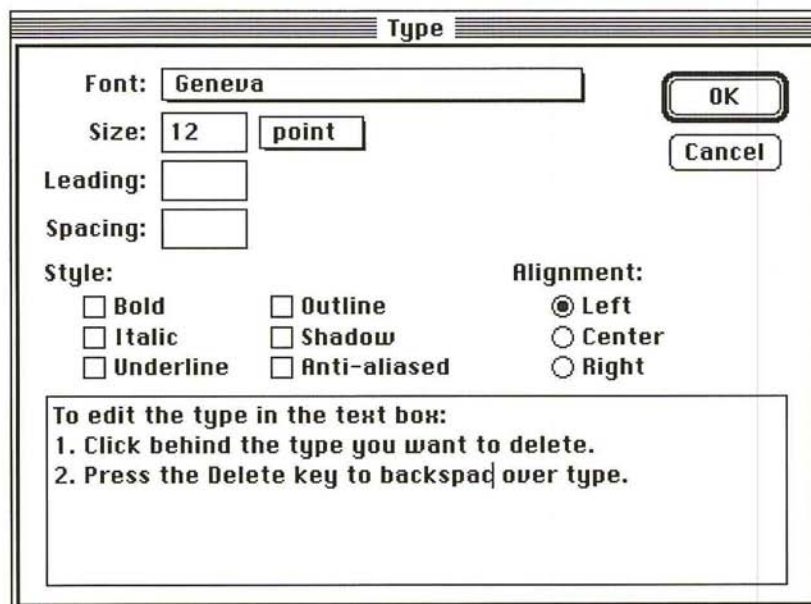 Type
Font: Geneva
OK
Size: 12 point
Cancel
Leading:
Spacing:
Style:
Alignment:
Bold
Outline
Left
Italic
Shadow
Center
Underline
Anti-aliased
Right
To edit the type in the text box:
1. Click behind the type you want to delete.
2. Press the Delete key to backspac over type.